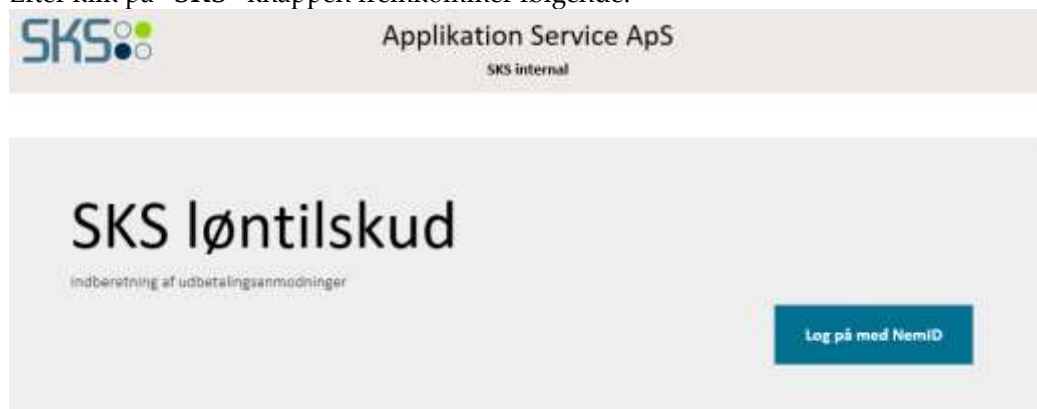 Efter klik på "SKS" knappen fremkommer følgende:
SKS
Applikation Service ApS
SKS internal
SKS løntilskud
Indberetning af udbetalingsanmodninger
Log på med NemID